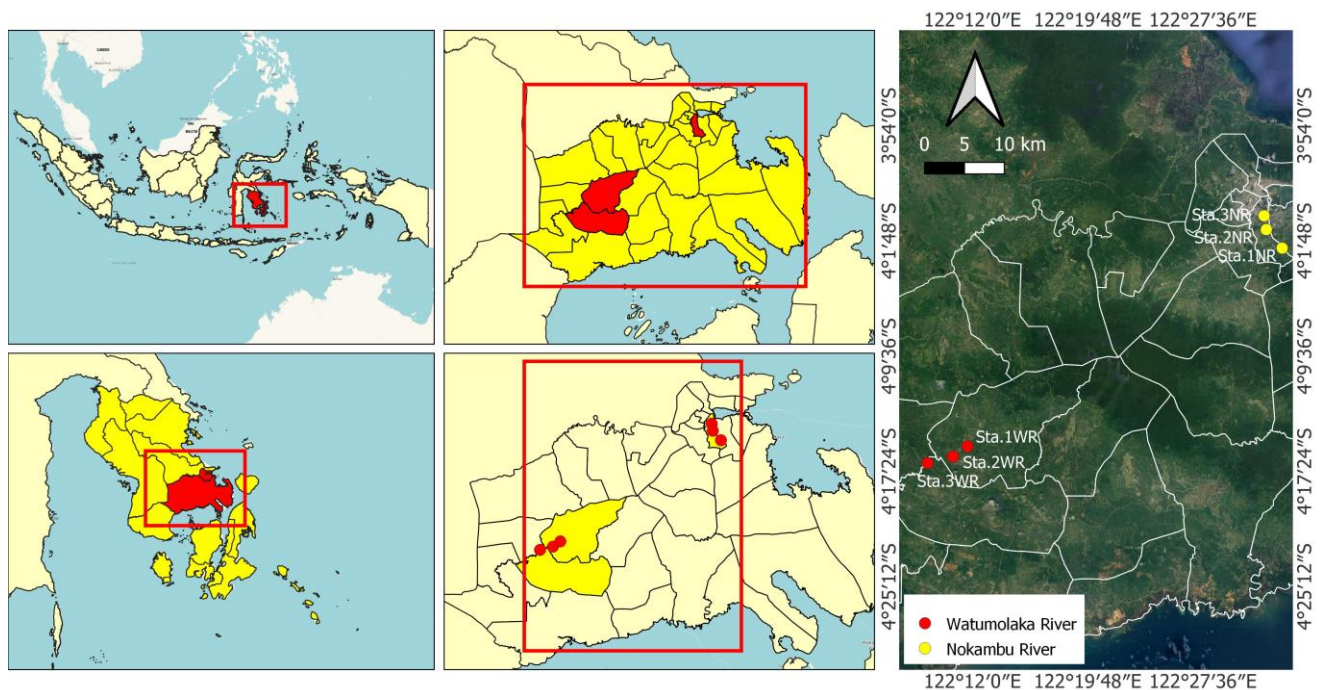 122°12'0"E 122°19'48"E 122°27'36"E
0 5 10 km
3°54'0"S
3°54'0"S
Sta.3NR
Sta.2NR
Sta.1NR
4°1'48"S
4°1'48"S
4°9'36"S
4°9'36"S
Sta.1WR
Sta.2WR
Sta.3WR
4°17'24"S
4°17'24"S
4°25'12"S
4°25'12"S
Watumolaka River
Nokambu River
122°12'0"E 122°19'48"E 122°27'36"E